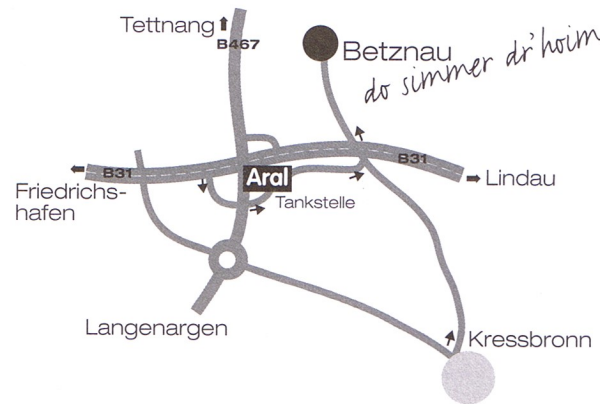 Tettnang
B467
Betznau
do simmer dr'hoim
B31
B31
Friedrichs-
hafen
Aral
Tankstelle
Lindau
Langenargen
Kressbronn